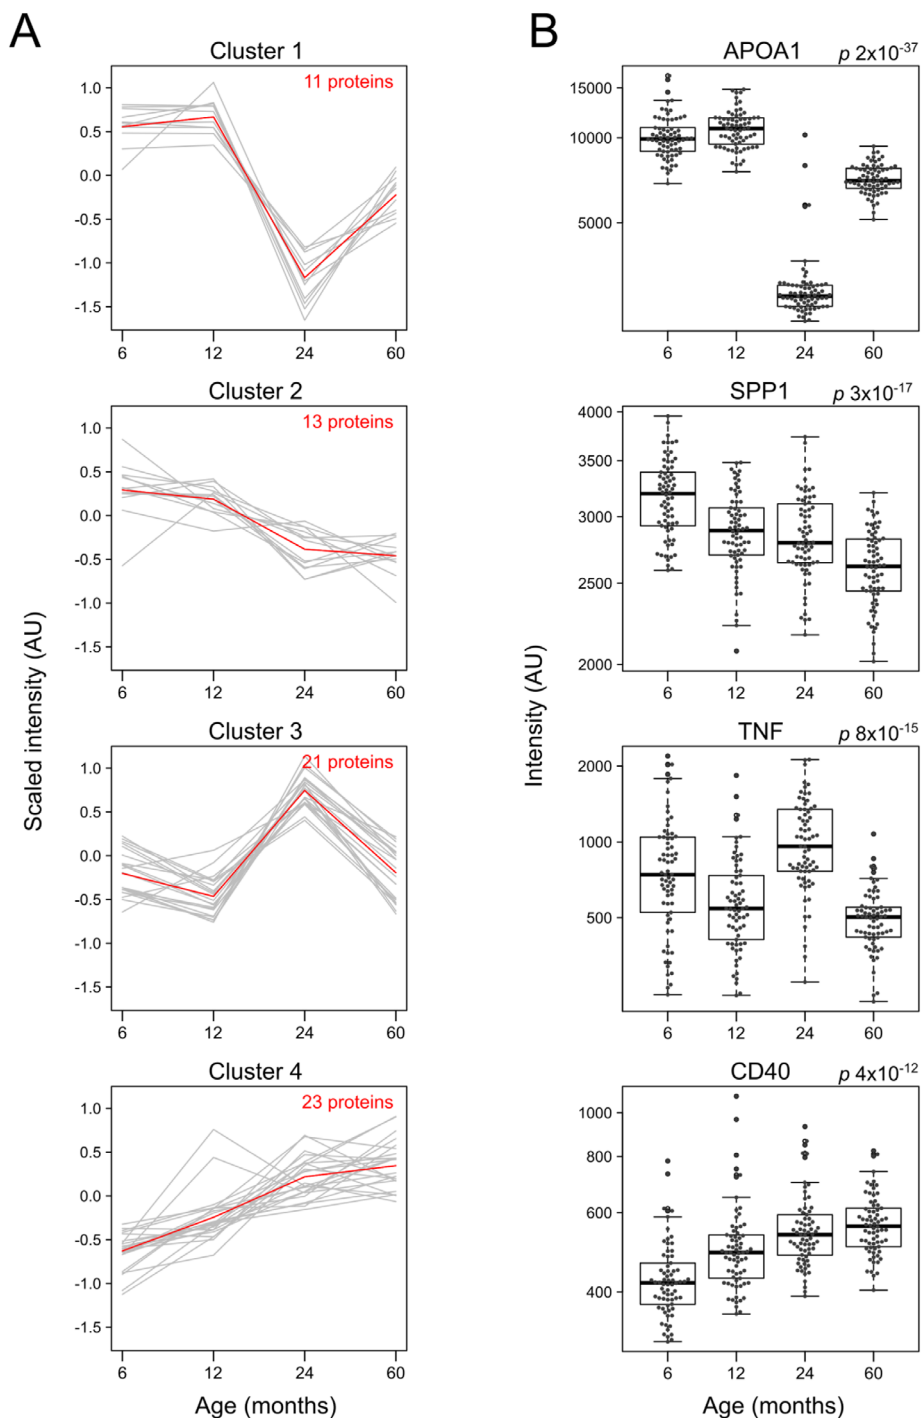 A
B
Cluster 1
11 proteins
1.0
0.5
0.0
-0.5
-1.0
-1.5
6 12 24 60
APOA1
p 2x10-37
15000
10000
5000
6 12 24 60
Cluster 2
13 proteins
1.0
0.5
0.0
-0.5
-1.0
-1.5
6 12 24 60
SPP1
p 3x10-17
4000
3500
3000
2500
2000
6 12 24 60
Scaled intensity (AU)
Intensity (AU)
Cluster 3
21 proteins
1.0
0.5
0.0
-0.5
-1.0
-1.5
6 12 24 60
TNF
p 8x10-15
2000
1000
500
6 12 24 60
Cluster 4
23 proteins
1.0
0.5
0.0
-0.5
-1.0
-1.5
6 12 24 60
Age (months)
CD40
p 4x10-12
1000
800
600
400
6 12 24 60
Age (months)